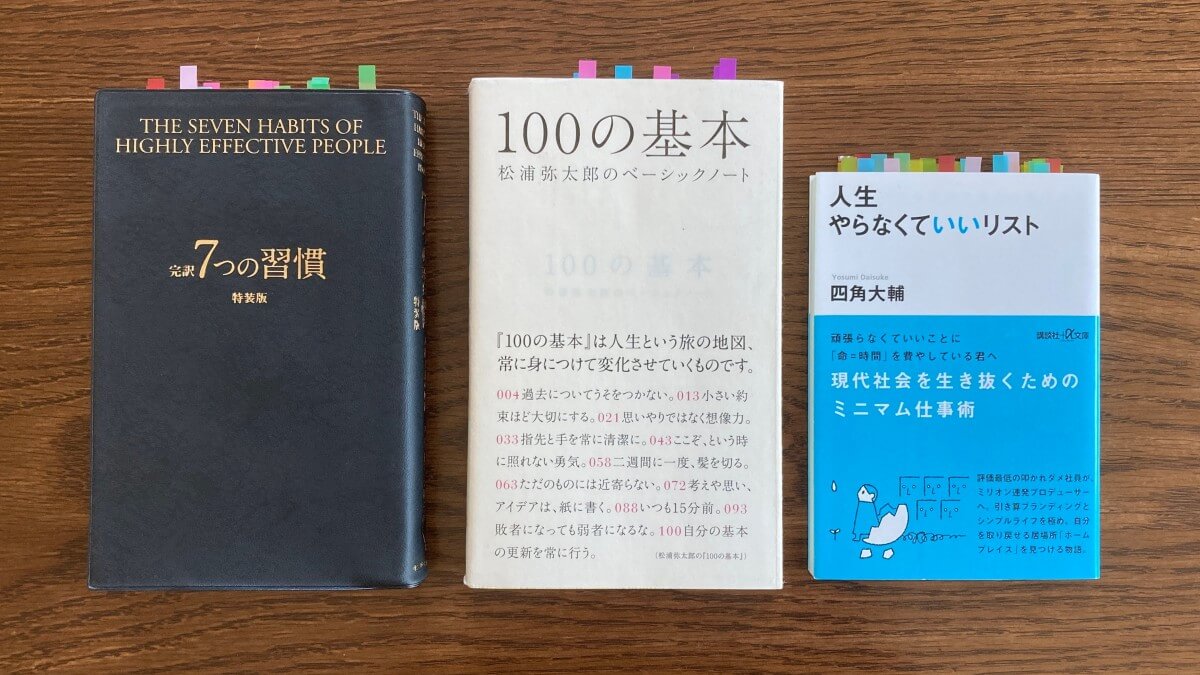 THE SEVEN HABITS OF
HIGHLY EFFECTIVE PEOPLE
完訳 7つの習慣
特装版
特装版
100の基本
松浦弥太郎のベーシックノート
100の基本
『100の基本』は人生という旅の地図、
常に身につけて変化させていくものです。
004過去についてうそをつかない。013小さい約
束ほど大切にする。021思いやりではなく想像力。
033指先と手を常に清潔に。043ここぞ、という時
に照れない勇気。058二週間に一度、髪を切る。
063ただのものには近寄らない。072考えや思い、
アイデアは、紙に書く。088いつも15分前。093
敗者になっても弱者になるな。100自分の基本
の更新を常に行う。
(松浦弥太郎の『100の基本』)
人生
やらなくていいリスト
Yosumi Daisuke
四角大輔
講談社+α文庫
頑張らなくていいことに
「命=時間」を費やしている君へ
現代社会を生き抜くための
ミニマム仕事術
評価最低の叩かれダメ社員が、
ミリオン連発プロデューサー
へ。引き算ブランディングと
シンプルライフを極め、自分
を取り戻せる居場所「ホーム
プレイス」を見つける物語。